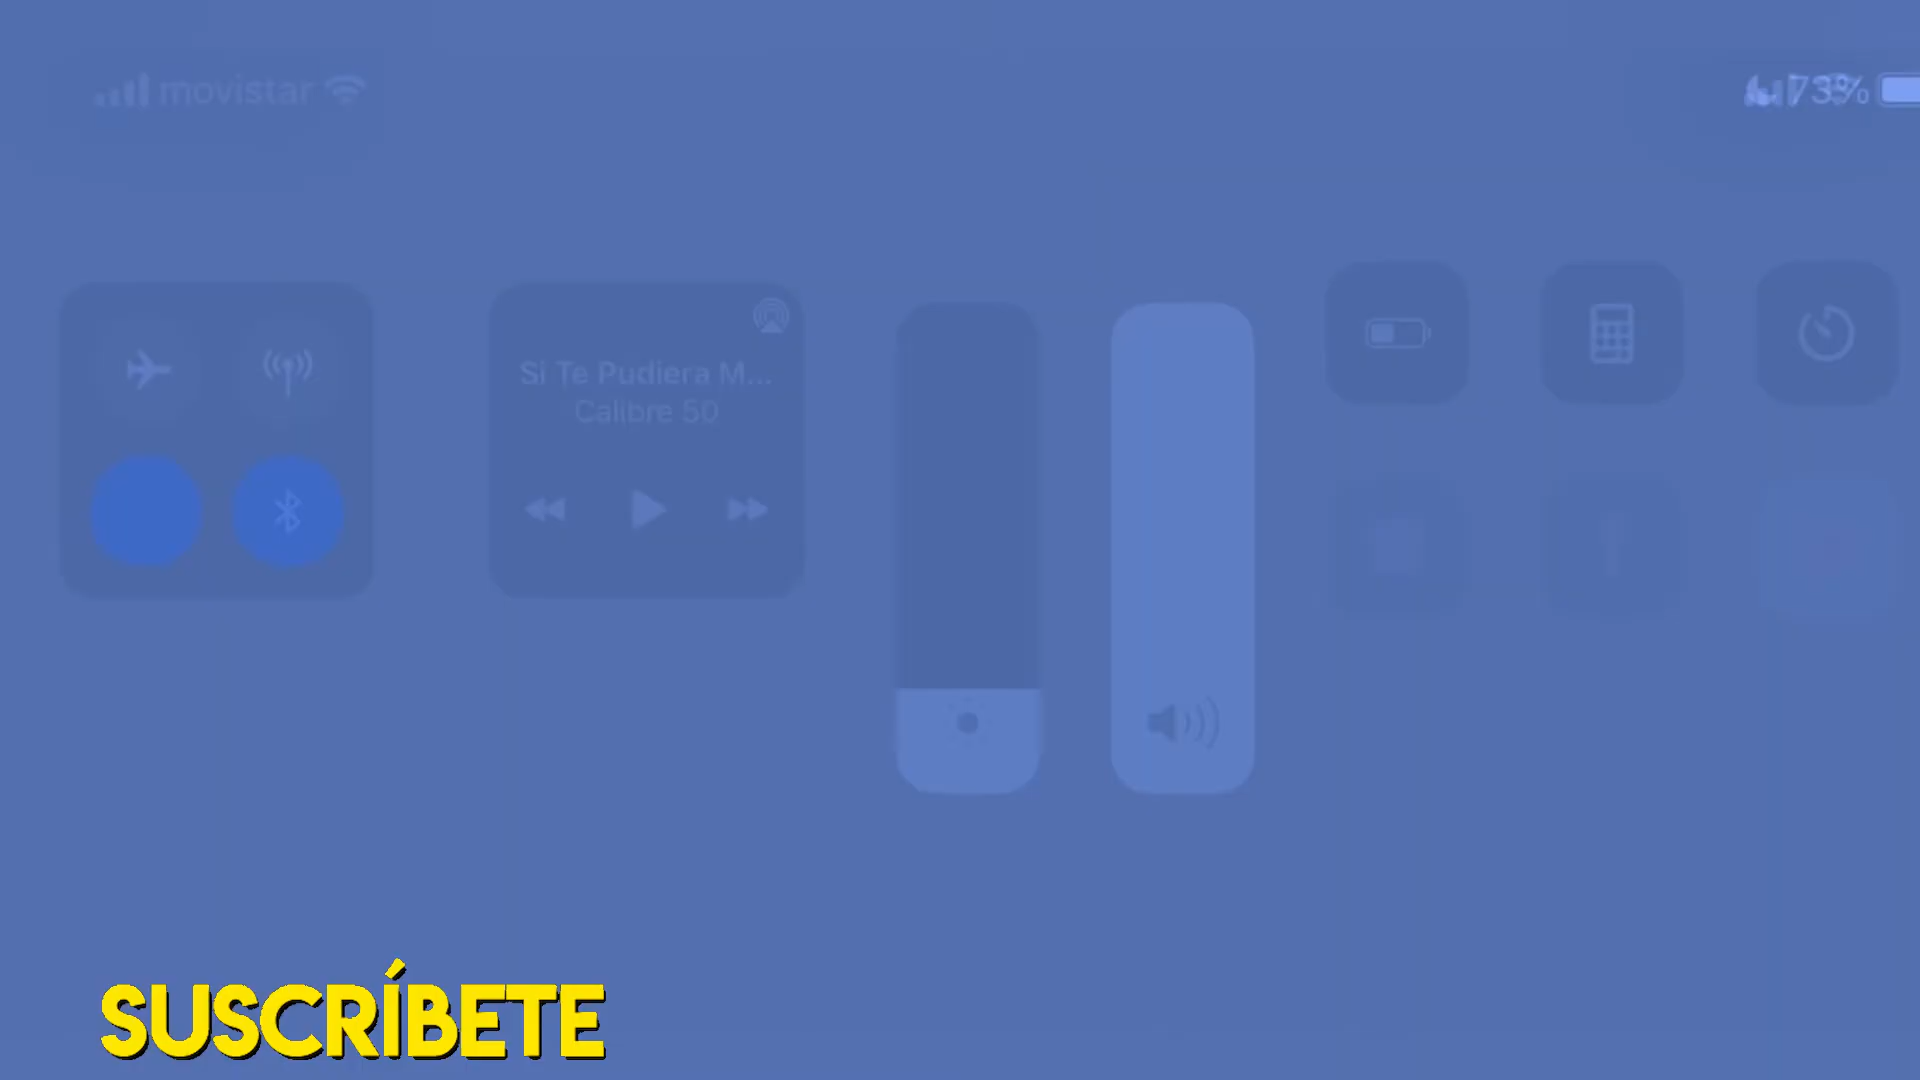 movistar
73%
Si Te Pudiera M...
Calibre 50
SUSCRÍBETE